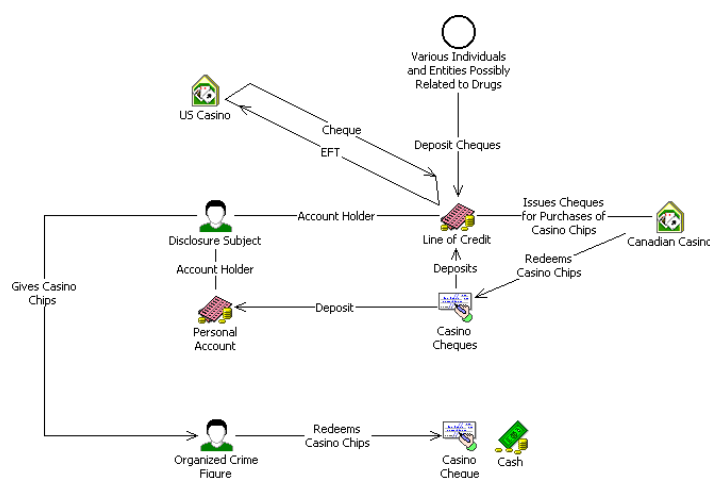 Various Individuals
and Entities Possibly
Related to Drugs
US Casino
Cheque
EFT
Deposit Cheques
Issues Cheques
for Purchases of
Casino Chips
Account Holder
Disclosure Subject
Line of Credit
Canadian Casino
Account Holder
Deposits
Redeems
Casino Chips
Gives Casino
Chips
Deposit
Personal
Account
Casino
Cheques
Redeems
Casino Chips
Organized Crime
Figure
Casino
Cheque
Cash